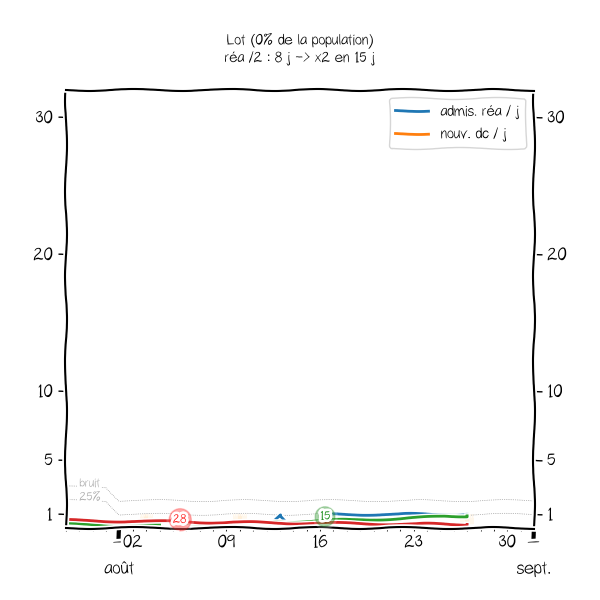 Lot (0% de la population)
réa /2 : 8 j -> x2 en 15 j
admis. réa / j
nouv. dc / j
30
30
20
20
10
10
5
5
bruit
25%
1
1
28
15
02
09
16
23
30
août
sept.